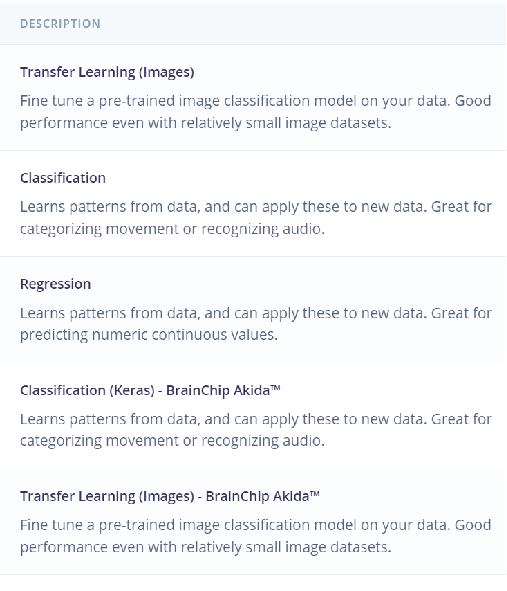 DESCRIPTION
Transfer Learning (Images)
Fine tune a pre-trained image classification model on your data. Good
performance even with relatively small image datasets.
Classification
Learns patterns from data, and can apply these to new data. Great for
categorizing movement or recognizing audio.
Regression
Learns patterns from data, and can apply these to new data. Great for
predicting numeric continuous values.
Classification (Keras) - BrainChip Akida™
Learns patterns from data, and can apply these to new data. Great for
categorizing movement or recognizing audio.
Transfer Learning (Images) - BrainChip Akida™
Fine tune a pre-trained image classification model on your data. Good
performance even with relatively small image datasets.